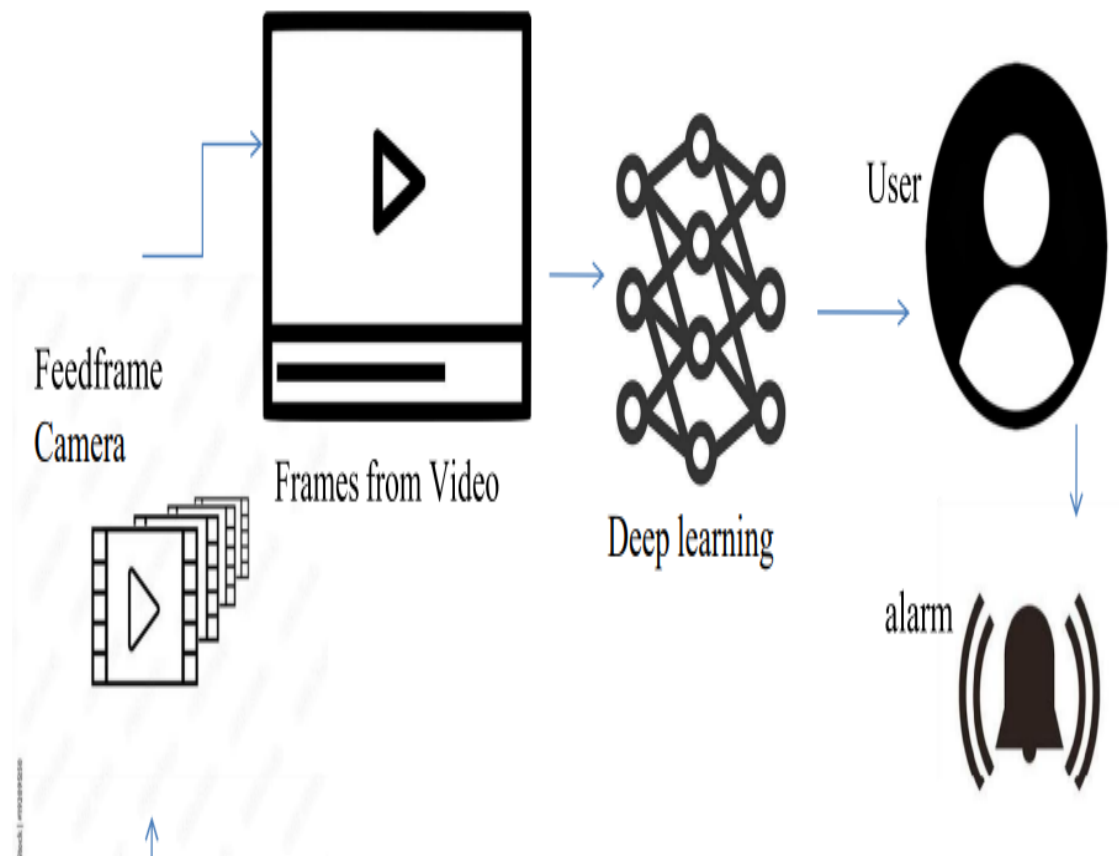 Feedframe
Camera
Frames from Video
Deep learning
User
alarm